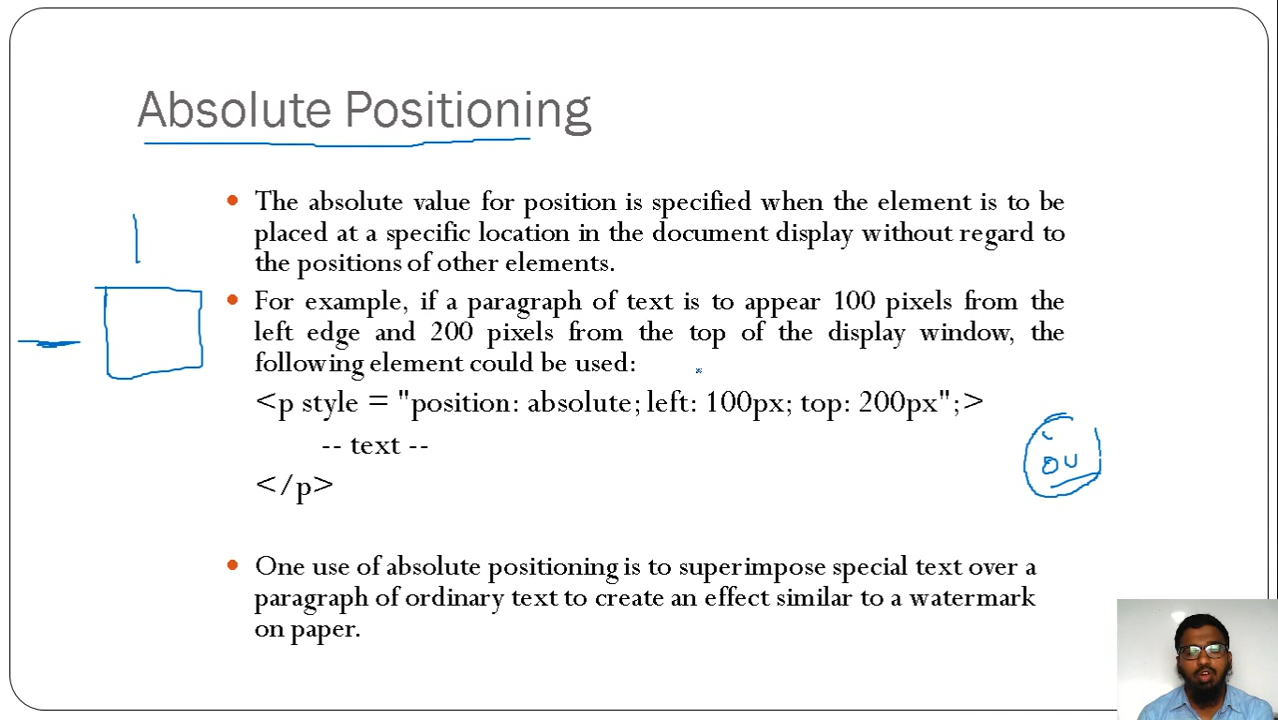 Absolute Positioning
• The absolute value for position is specified when the element is to be
placed at a specific location in the document display without regard to
the positions of other elements.
• For example, if a paragraph of text is to appear 100 pixels from the
left edge and 200 pixels from the top of the display window, the
following element could be used:
<p style = "position: absolute; left: 100px; top: 200px";>
-- text --
</p>
• One use of absolute positioning is to superimpose special text over a
paragraph of ordinary text to create an effect similar to a watermark
on paper.